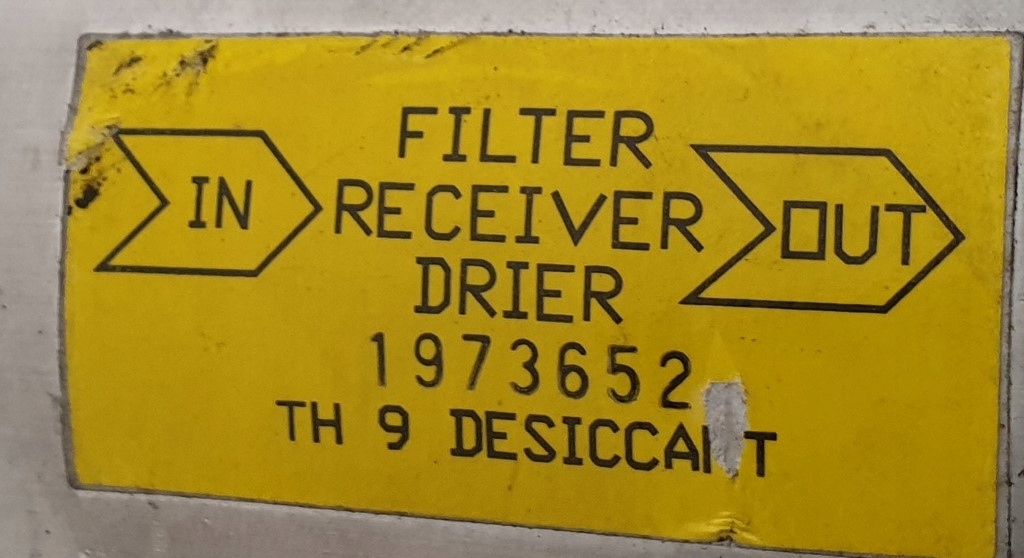 FILTER
IN RECEIVER OUT
DRIER
1973652
TH 9 DESICCANT